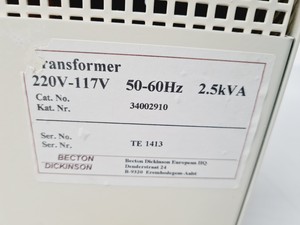 Transformer
220V-117V 50-60Hz 2.5kVA
Cat. No.
Kat. Nr. 34002910
Ser. No.
Ser. Nr. TE 1413
BECTON
DICKINSON
Becton Dickinson European HQ
Denderstraat 24
B-9320 Erembodegem-Aalst